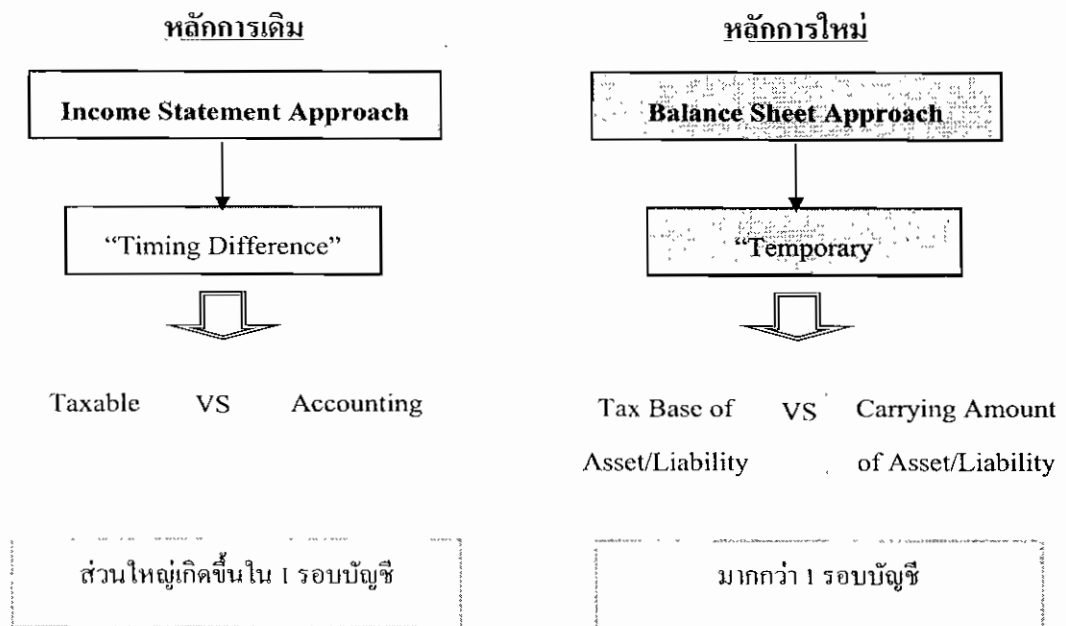 หลักการเดิม
Income Statement Approach
“Timing Difference”
Taxable VS Accounting
ส่วนใหญ่เกิดขึ้นใน 1 รอบบัญชี
หลักการใหม่
Balance Sheet Approach
“Temporary
Tax Base of VS Carrying Amount
Asset/Liability of Asset/Liability
มากกว่า 1 รอบบัญชี